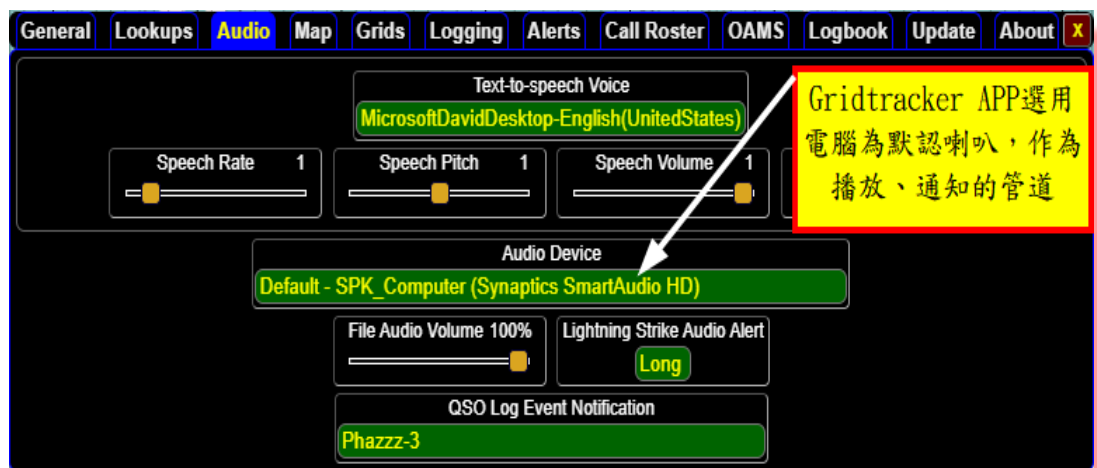 General Lookups Audio Map Grids Logging Alerts Call Roster OAMS Logbook Update About X
Text-to-speech Voice
MicrosoftDavidDesktop-English(UnitedStates)
Speech Rate 1 Speech Pitch 1 Speech Volume 1
Gridtracker APP選用
電腦為默認喇叭，作為
播放、通知的管道
Audio Device
Default - SPK_Computer (Synaptics SmartAudio HD)
File Audio Volume 100% Lightning Strike Audio Alert
Long
QSO Log Event Notification
Phazzz-3